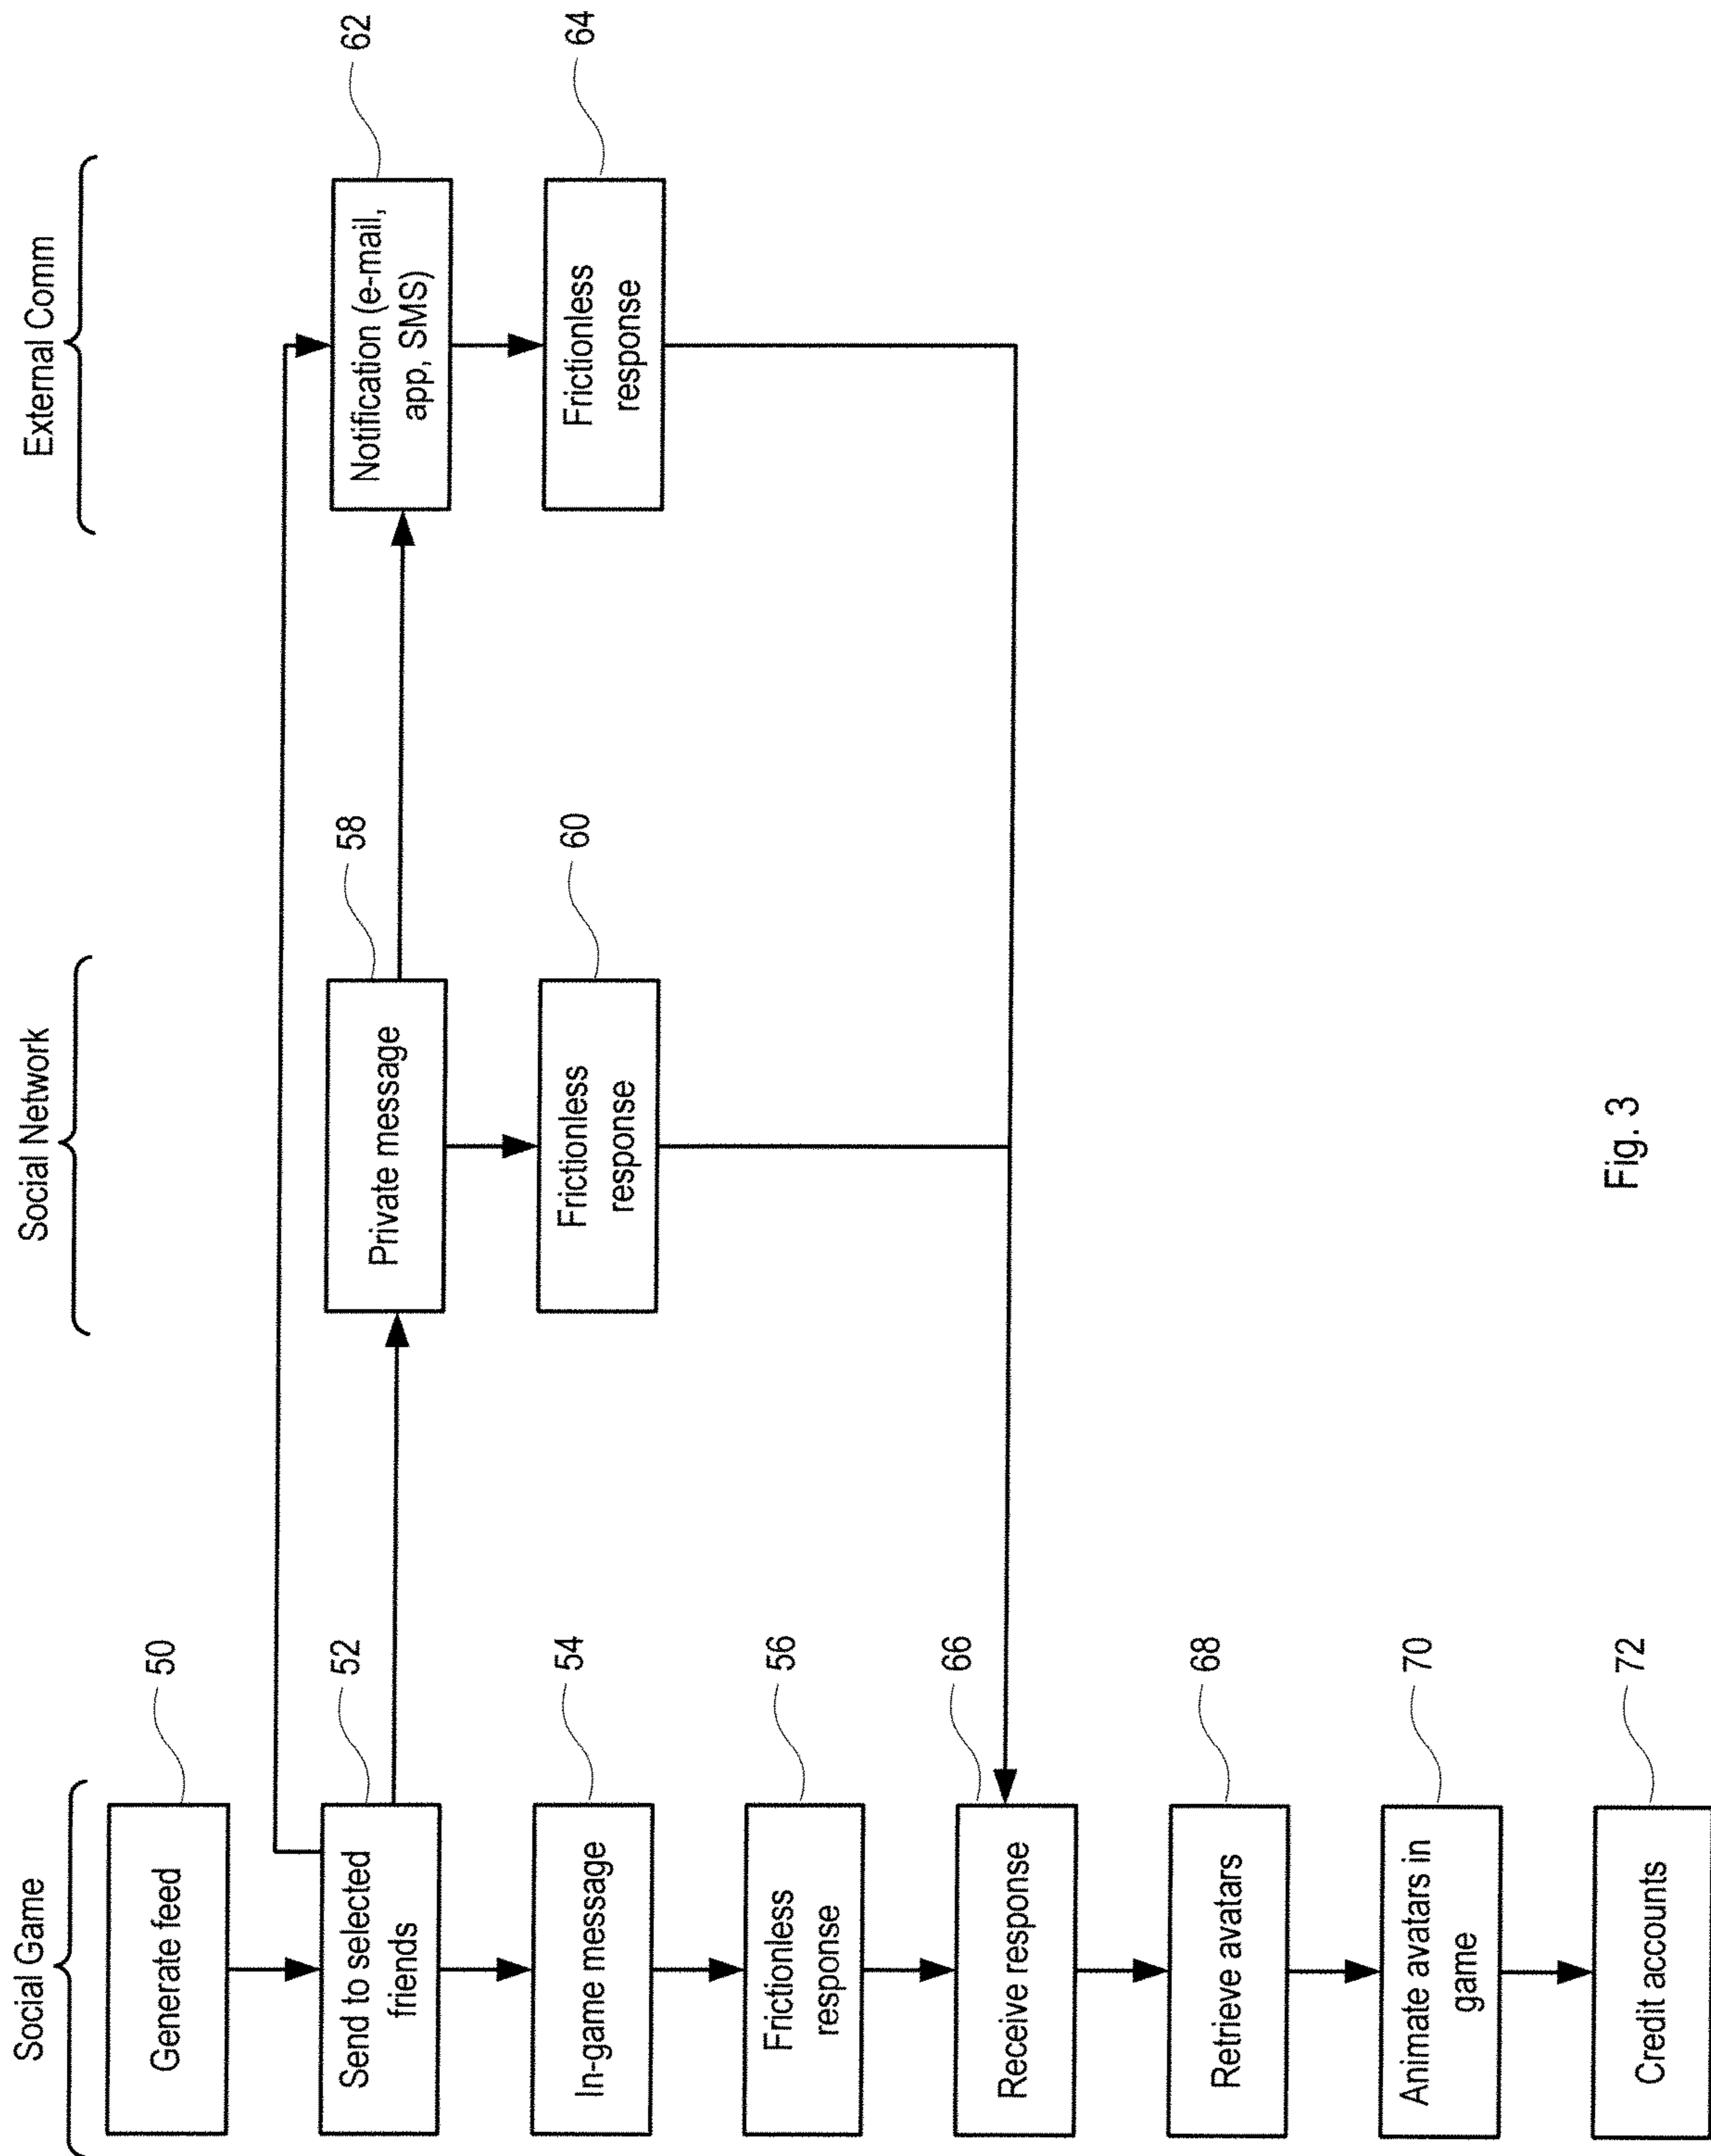 Social Game
Social Network
External Comm
Generate feed
50
Send to selected
friends
52
Private message
58
Notification (e-mail,
app, SMS)
62
In-game message
54
Frictionless
response
60
Frictionless
response
64
Frictionless
response
56
Receive response
66
Retrieve avatars
68
Animate avatars in
game
70
Credit accounts
72
Fig. 3